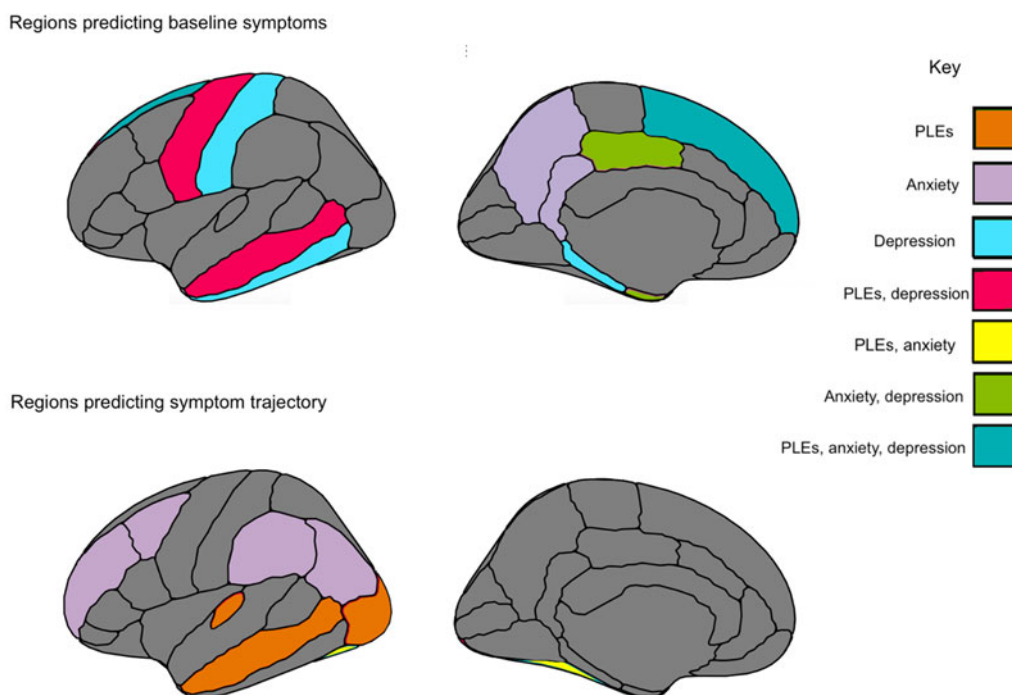 Regions predicting baseline symptoms
Key
PLEs
Anxiety
Depression
PLEs, depression
PLEs, anxiety
Anxiety, depression
PLEs, anxiety, depression
Regions predicting symptom trajectory